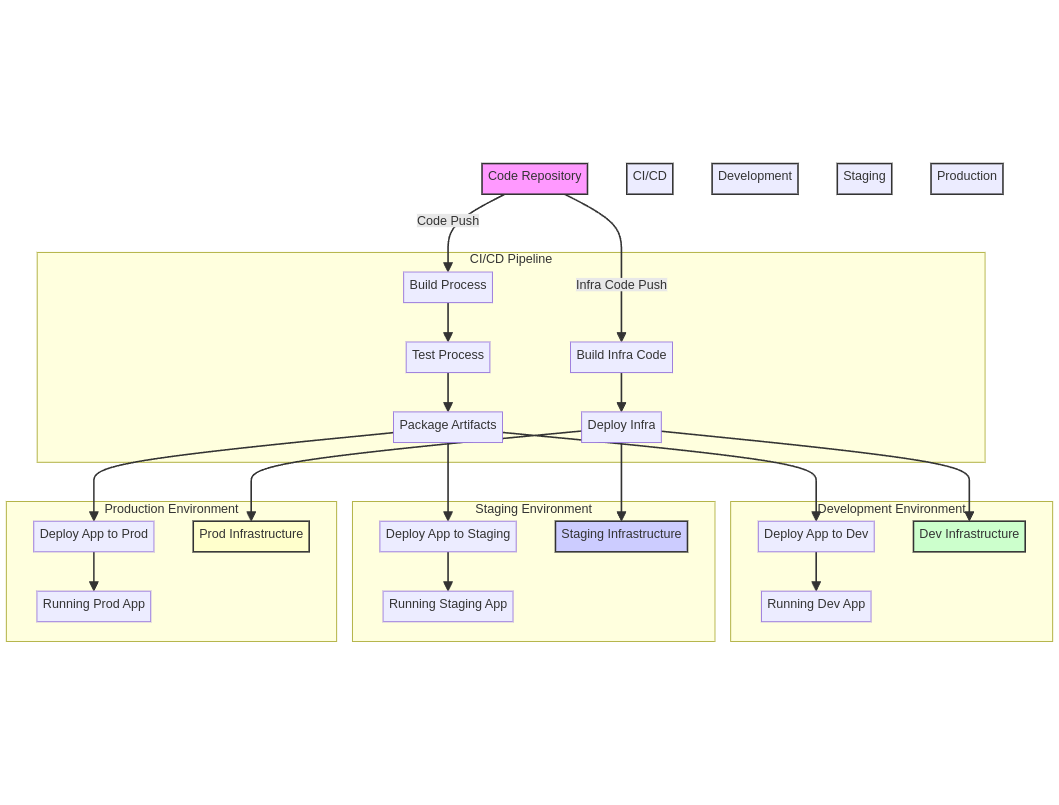 Code Repository
CI/CD
Development
Staging
Production
Code Push
CI/CD Pipeline
Build Process
Infra Code Push
Test Process
Build Infra Code
Package Artifacts
Deploy Infra
Production Environment
Staging Environment
Development Environment
Deploy App to Prod
Prod Infrastructure
Deploy App to Staging
Staging Infrastructure
Deploy App to Dev
Dev Infrastructure
Running Prod App
Running Staging App
Running Dev App